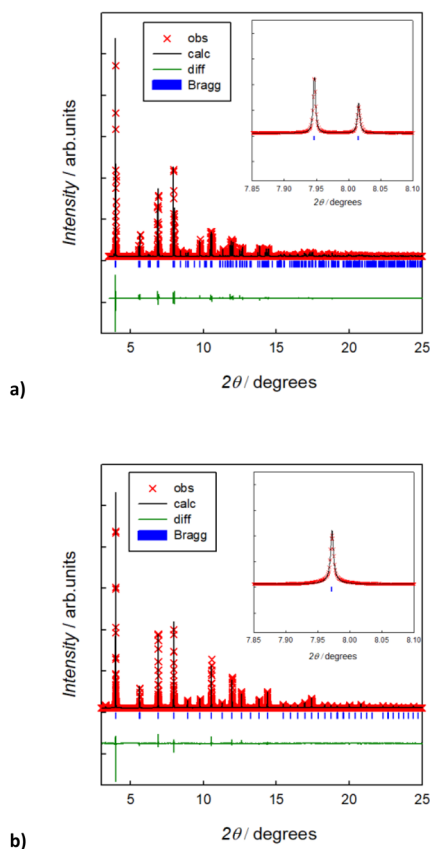 obs
calc
diff
Bragg
7.85 7.90 7.95 8.00 8.05 8.10
2θ / degrees
Intensity / arb.units
5 10 15 20 25
2θ / degrees
a)
obs
calc
diff
Bragg
7.85 7.90 7.95 8.00 8.05 8.10
2θ / degrees
Intensity / arb.units
5 10 15 20 25
2θ / degrees
b)